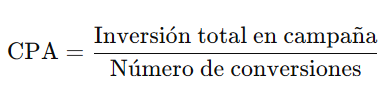 CPA = Inversión total en campaña
Número de conversiones